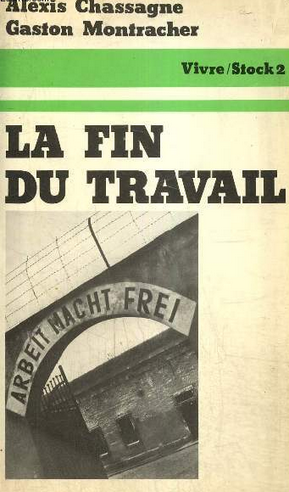 Alexis Chassagne
Gaston Montracher
Vivre/Stock 2
LA FIN
DU TRAVAIL
ARBEIT MACHT FREI